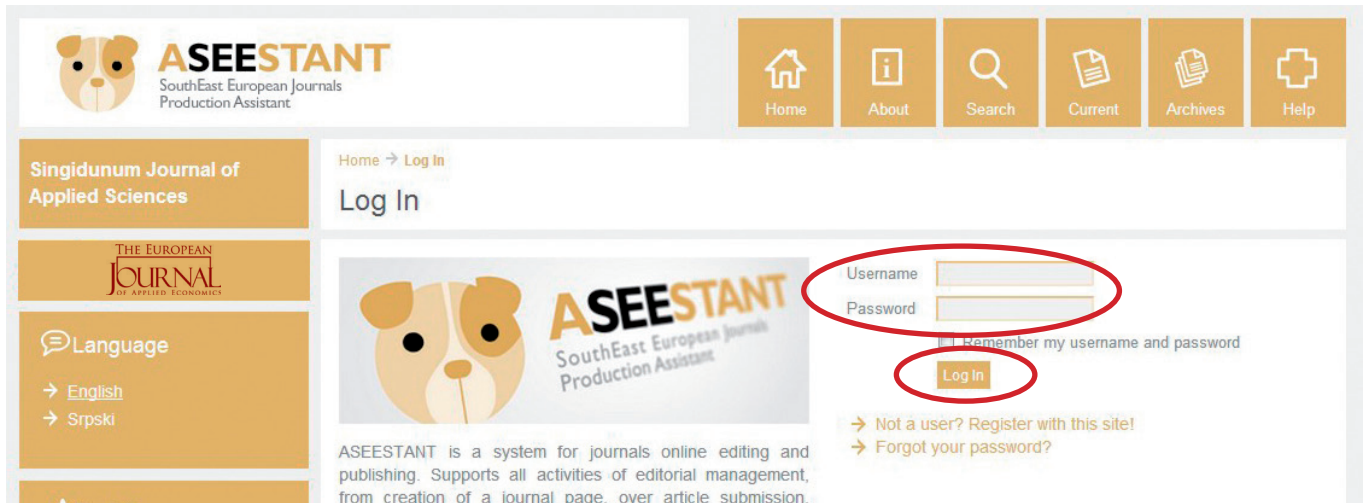 ASEESTANT
SouthEast European Journals
Production Assistant
Home
About
Search
Current
Archives
Help
Singidunum Journal of
Applied Sciences
Home → Log In
Log In
THE EUROPEAN
JOURNAL
OF APPLIED ECONOMICS
Language
→ English
→ Srpski
ASEESTANT
SouthEast European Journals
Production Assistant
ASEESTANT is a system for journals online editing and
publishing. Supports all activities of editorial management,
from creation of a journal page, over article submission,
Username
Password
Remember my username and password
Log In
→ Not a user? Register with this site!
→ Forgot your password?